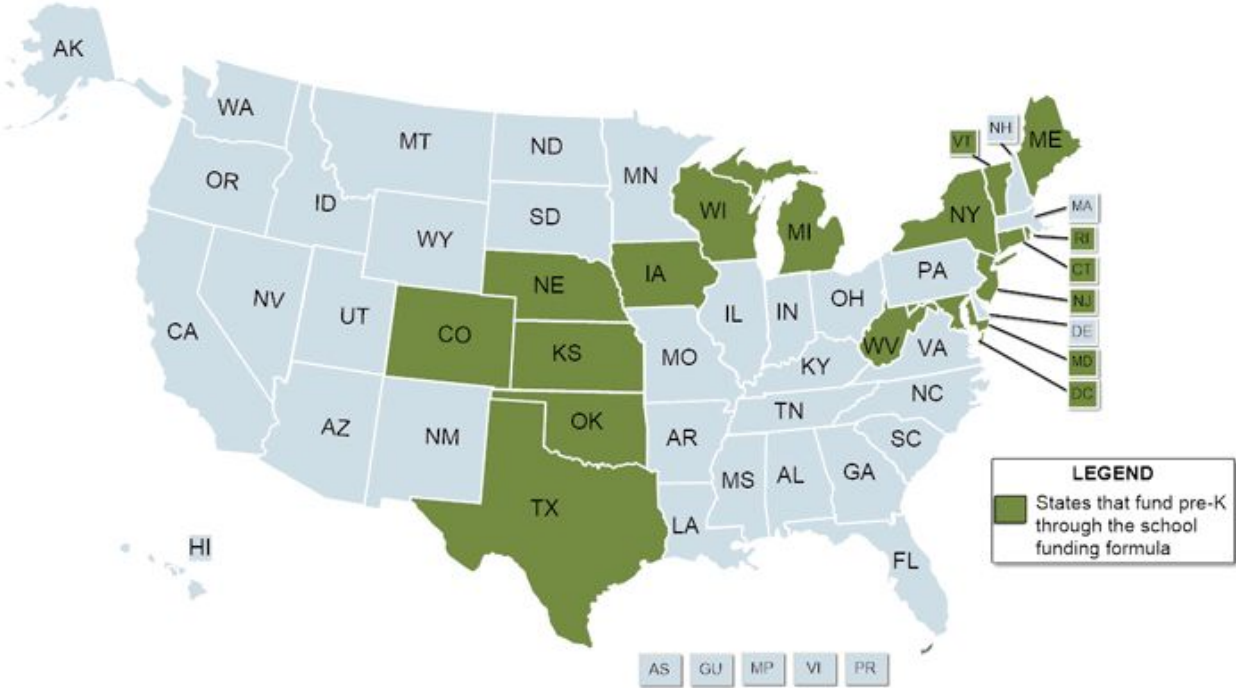 AK
WA
MT
ND
MN
OR
ID
SD
WY
WI
MI
NY
VT
NH
ME
MA
RI
CT
NJ
DE
MD
DC
NE
IA
PA
NV
UT
CO
KS
IL
IN
OH
WV
VA
CA
MO
KY
AZ
NM
OK
AR
TN
NC
SC
MS
AL
GA
TX
LA
FL
HI
LEGEND
States that fund pre-K
through the school
funding formula
AS GU MP VI PR